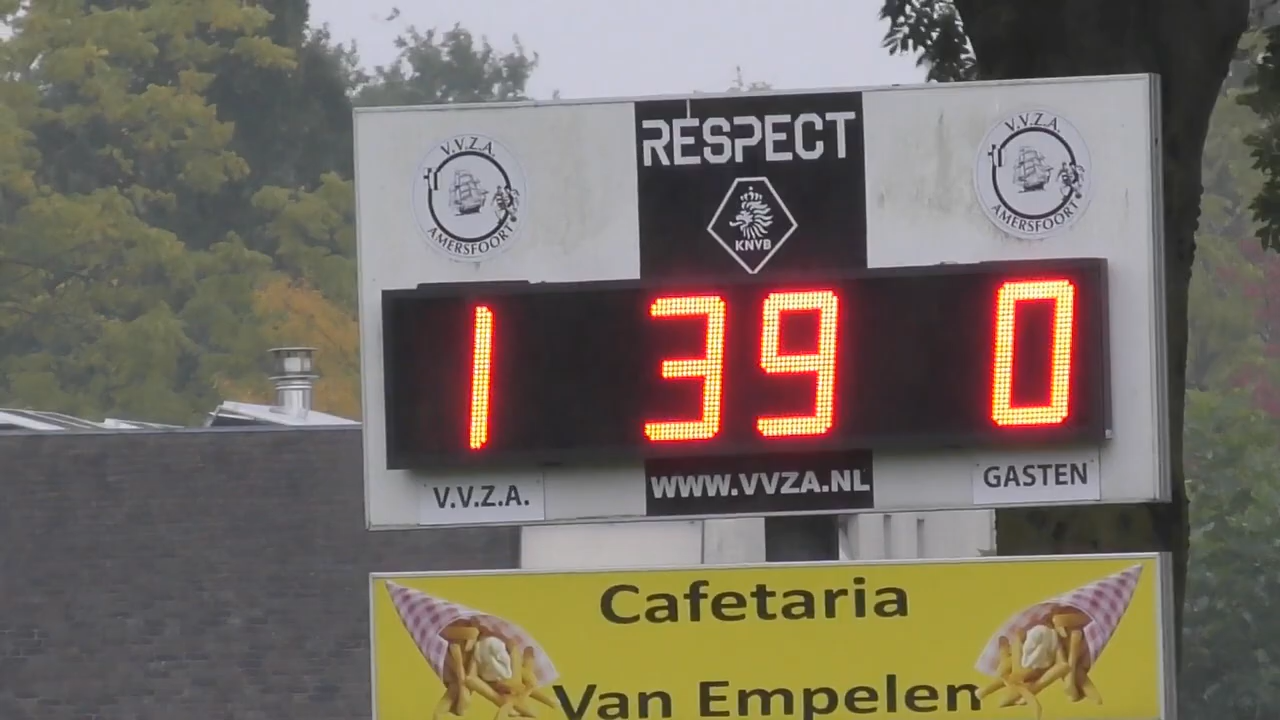 RESPECT
V.V.Z.A.
AMERSFOORT
KNVB
V.V.Z.A.
AMERSFOORT
1 39 0
V.V.Z.A.
WWW.VVZA.NL
GASTEN
Cafetaria
Van Empelen